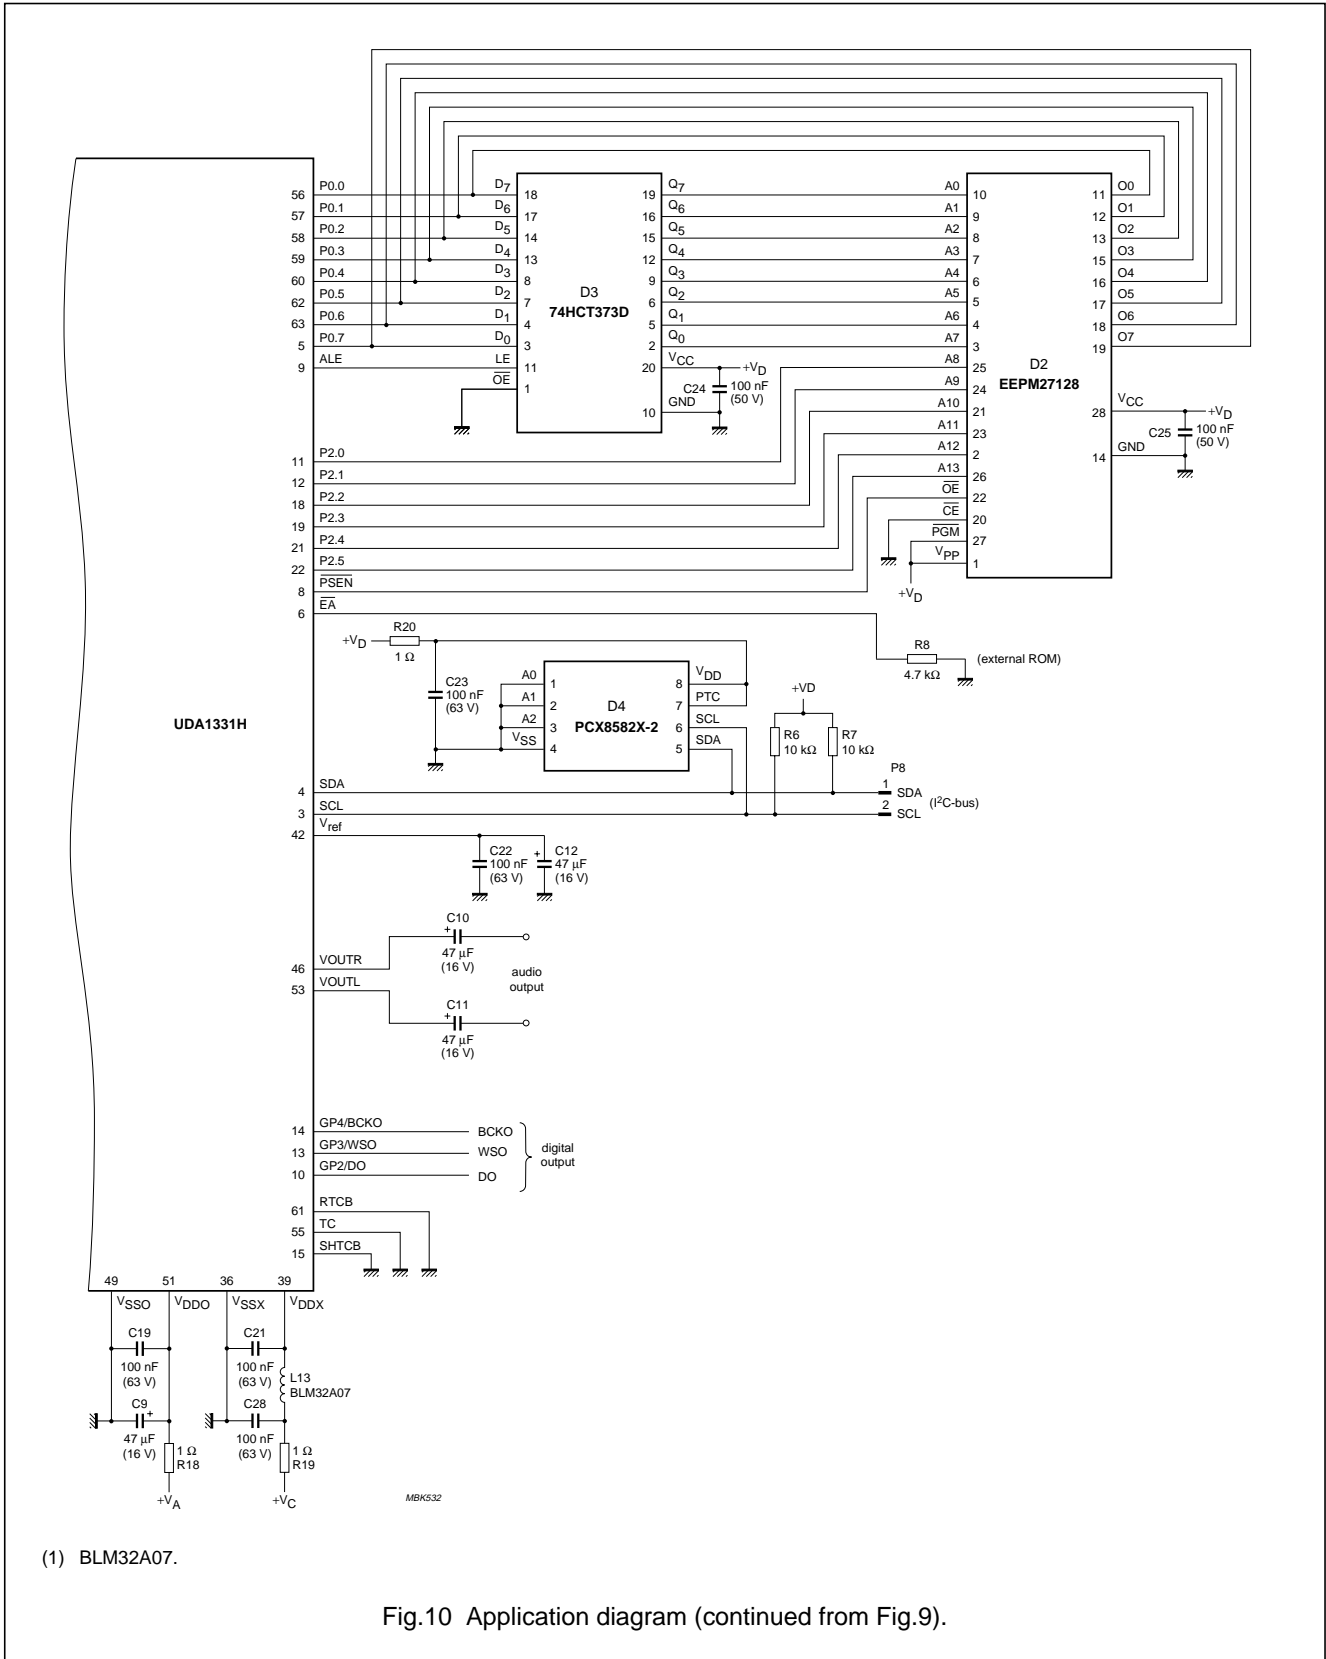 56 P0.0 D7 18 19 Q7 A0 10 11 O0
57 P0.1 D6 17 16 Q6 A1 9 12 O1
58 P0.2 D5 14 15 Q5 A2 8 13 O2
59 P0.3 D4 13 12 Q4 A3 7 15 O3
60 P0.4 D3 8 9 Q3 A4 6 16 O4
62 P0.5 D2 7 6 Q2 A5 5 17 O5
63 P0.6 D1 4 5 Q1 A6 4 18 O6
5 P0.7 D0 3 2 Q0 A7 3 19 O7
D3
74HCT373D
9 ALE LE 11 20 VCC +VD A8 25
OE 1 C24 100 nF (50 V) A9 24
10 GND A10 21
D2
EEPM27128
28 VCC +VD
C25 100 nF (50 V)
14 GND
A11 23
A12 2
A13 26
OE 22
CE 20
PGM 27
VPP 1
+VD
11 P2.0
12 P2.1
18 P2.2
19 P2.3
21 P2.4
22 P2.5
8 PSEN
6 EA
R8
4.7 kΩ
(external ROM)
+VD R20
1 Ω
C23
100 nF
(63 V)
A0 1 8 VDD
A1 2 7 PTC
A2 3 6 SCL
VSS 4 5 SDA
D4
PCX8582X-2
+VD
R6
10 kΩ
R7
10 kΩ
P8
1 SDA
2 SCL
(I2C-bus)
UDA1331H
4 SDA
3 SCL
42 Vref
C22
100 nF
(63 V)
+ C12
47 μF
(16 V)
C10
+
47 μF
(16 V)
46 VOUTR
53 VOUTL
audio
output
C11
+
47 μF
(16 V)
14 GP4/BCKO BCKO
13 GP3/WSO WSO
10 GP2/DO DO
digital
output
61 RTCB
55 TC
15 SHTCB
49 51 36 39
VSSO VDDO VSSX VDDX
C19
100 nF
(63 V)
C21
100 nF
(63 V)
L13
BLM32A07
C9
+
47 μF
(16 V)
C28
100 nF
(63 V)
1 Ω
R18
1 Ω
R19
+VA
+VC
MBK532
(1) BLM32A07.
Fig.10 Application diagram (continued from Fig.9).